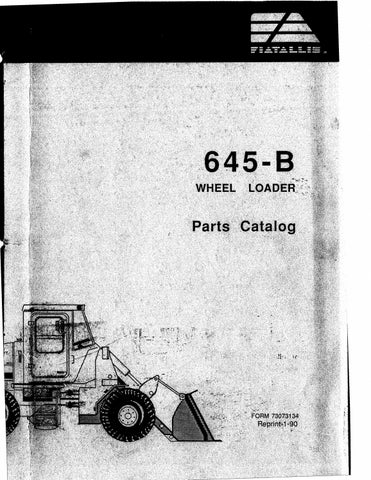 FIATALLIS
645-B
WHEEL LOADER
Parts Catalog
FORM 73073134
Reprint-1-90